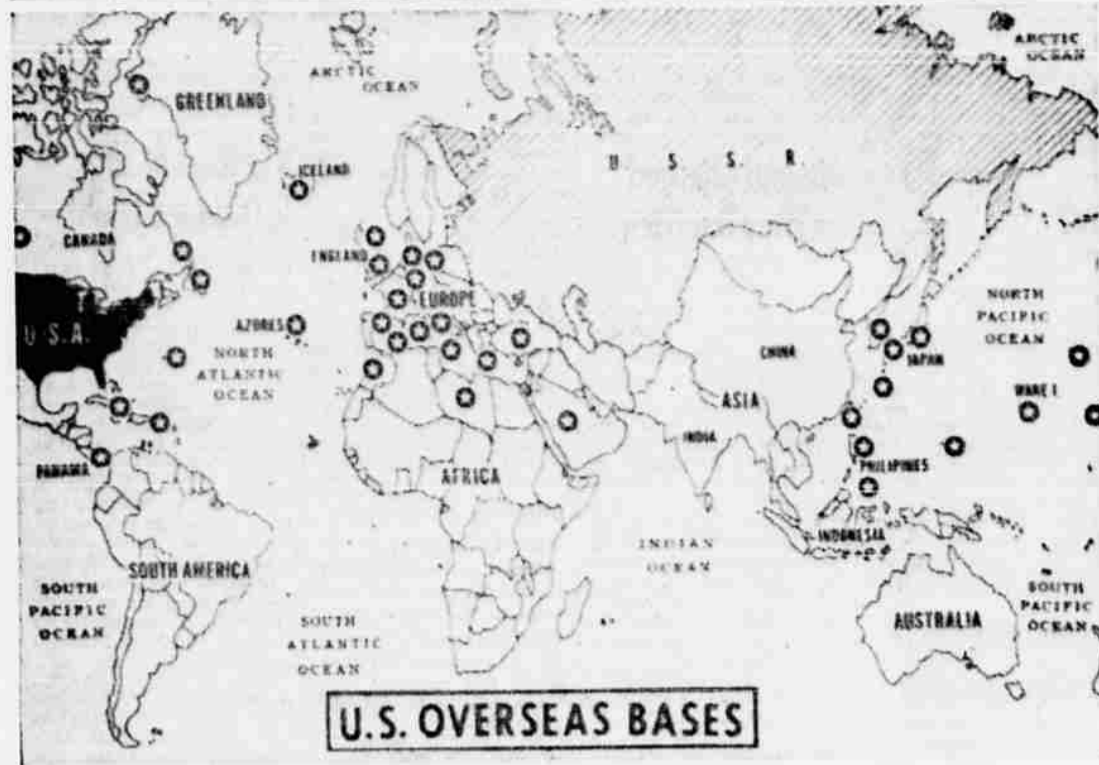 ARCTIC
OCEAN
ARCTIC
OCEAN
GREENLAND
U. S. S. R.
ICELAND
CANADA
ENGLAND
EUROPE
NORTH
PACIFIC
OCEAN
AZORES
U.S.A.
NORTH
ATLANTIC
OCEAN
CHINA
JAPAN
WAKE I.
ASIA
INDIA
PANAMA
AFRICA
PHILIPINES
INDONESIA
INDIAN
OCEAN
SOUTH AMERICA
SOUTH
PACIFIC
OCEAN
SOUTH
PACIFIC
OCEAN
AUSTRALIA
SOUTH
ATLANTIC
OCEAN
U.S. OVERSEAS BASES